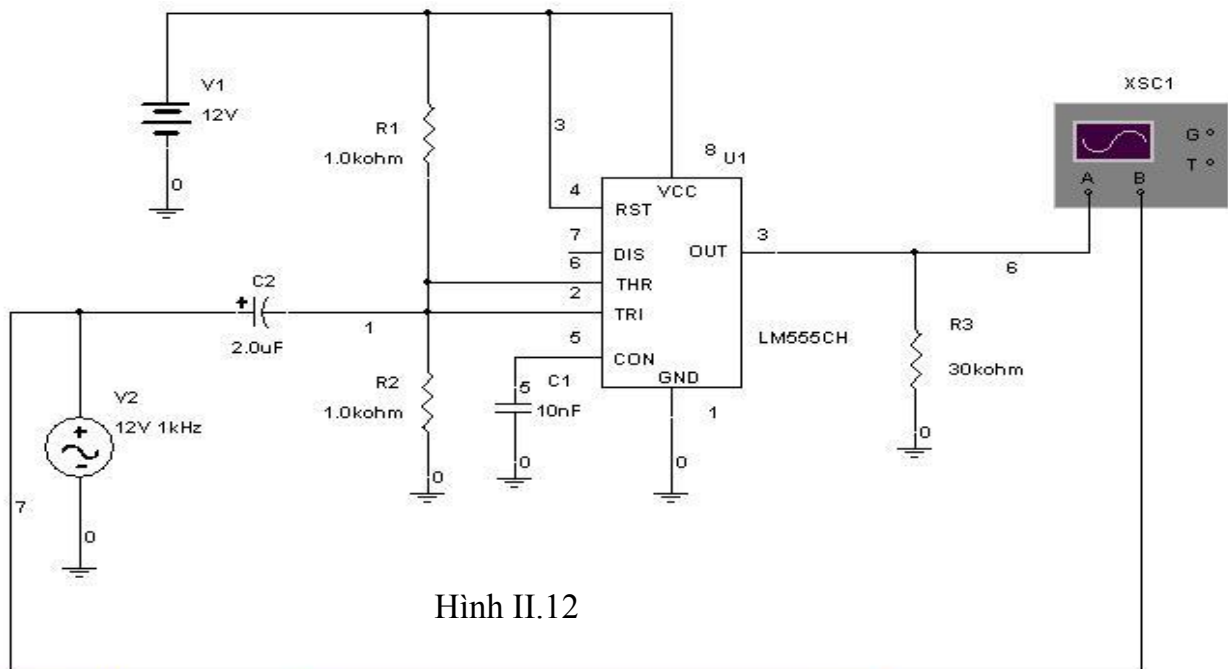 XSC1
G
T
A
B
V1
12V
R1
1.0kohm
3
8
U1
0
4
VCC
RST
7
DIS
OUT
3
6
6
THR
C2
2
TRI
1
2.0uF
5
LM555CH
R3
30kohm
CON
C1
GND
R2
1.0kohm
5
10nF
1
V2
12V 1kHz
0
0
0
0
0
7
Hình II.12